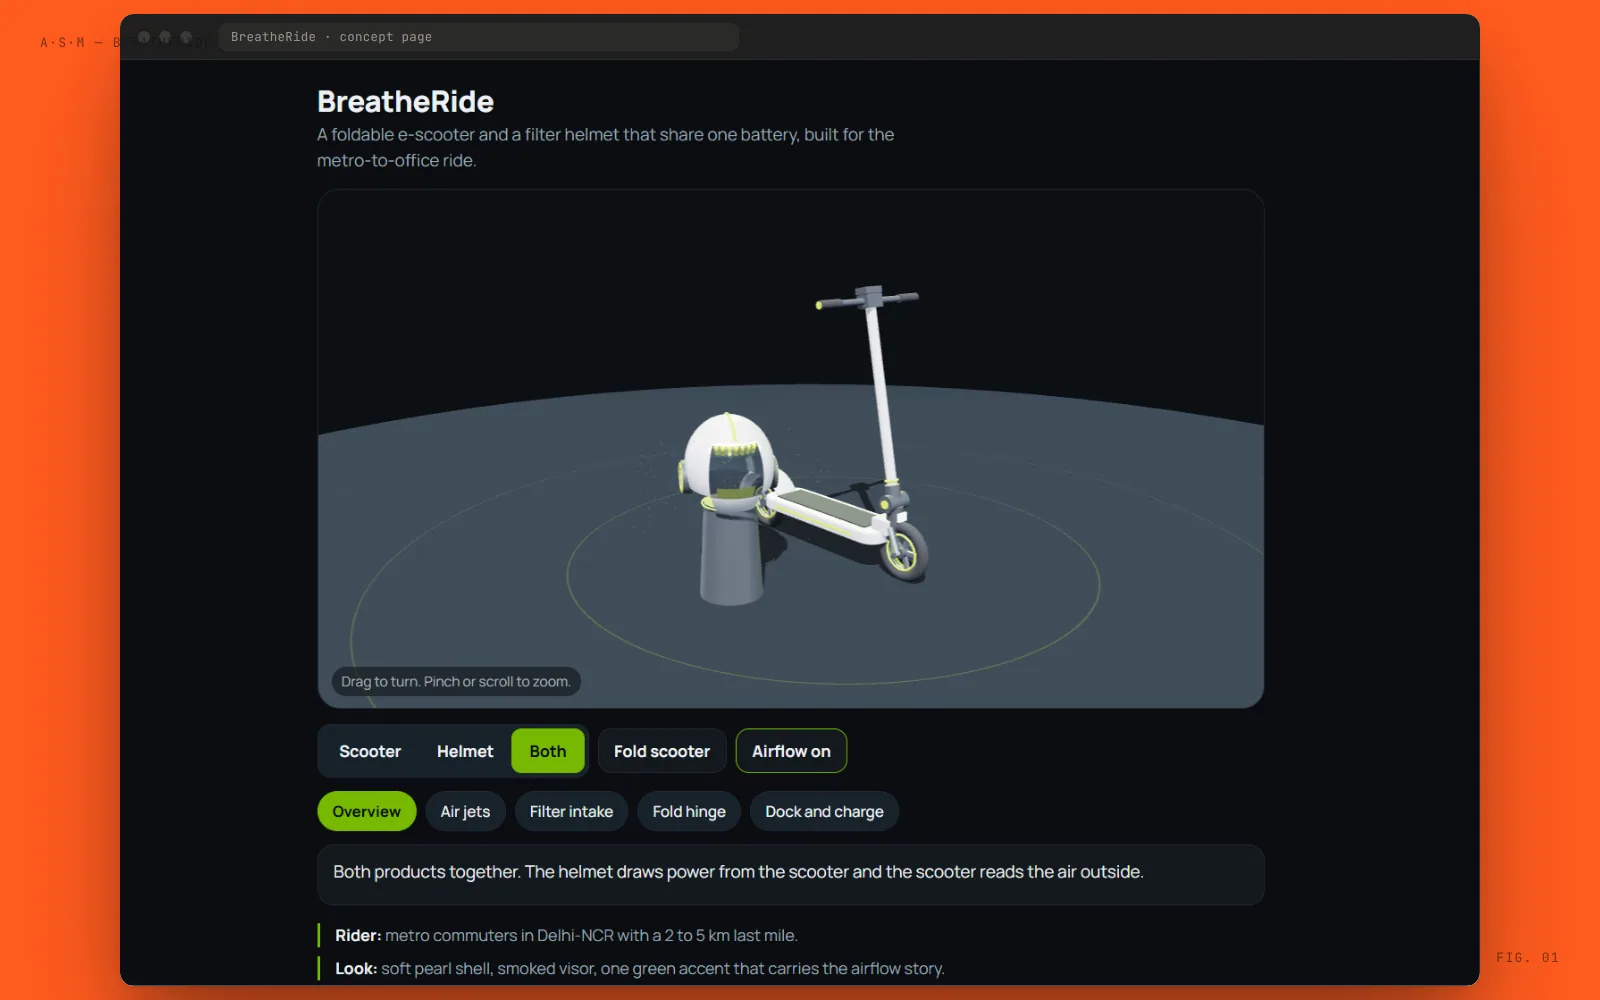 A·S·M — BREATHERIDE
BreatheRide · concept page
BreatheRide
A foldable e-scooter and a filter helmet that share one battery, built for the
metro-to-office ride.
Drag to turn. Pinch or scroll to zoom.
Scooter Helmet Both Fold scooter Airflow on
Overview Air jets Filter intake Fold hinge Dock and charge
Both products together. The helmet draws power from the scooter and the scooter reads the air outside.
Rider: metro commuters in Delhi-NCR with a 2 to 5 km last mile.
Look: soft pearl shell, smoked visor, one green accent that carries the airflow story.
FIG. 01